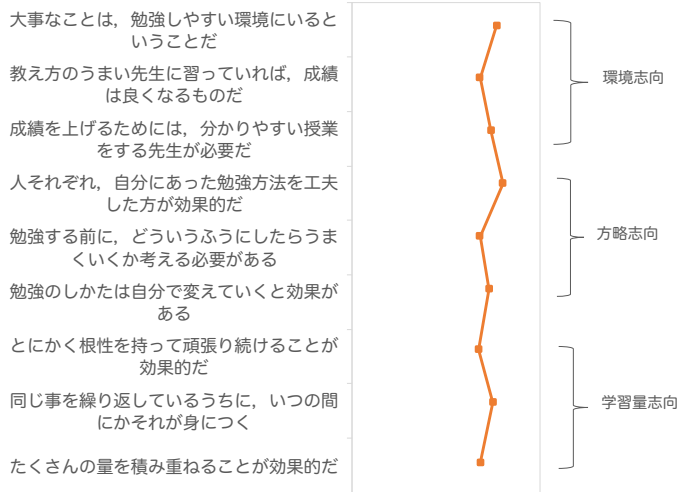 大事なことは，勉強しやすい環境にいると
いうことだ
教え方のうまい先生に習っていれば，成績
は良くなるものだ
環境志向
成績を上げるためには，分かりやすい授業
をする先生が必要だ
人それぞれ，自分にあった勉強方法を工夫
した方が効果的だ
勉強する前に，どういうふうにしたらうま
くいくか考える必要がある
方略志向
勉強のしかたは自分で変えていくと効果が
ある
とにかく根性を持って頑張り続けることが
効果的だ
同じ事を繰り返しているうちに，いつの間
にかそれが身につく
学習量志向
たくさんの量を積み重ねることが効果的だ